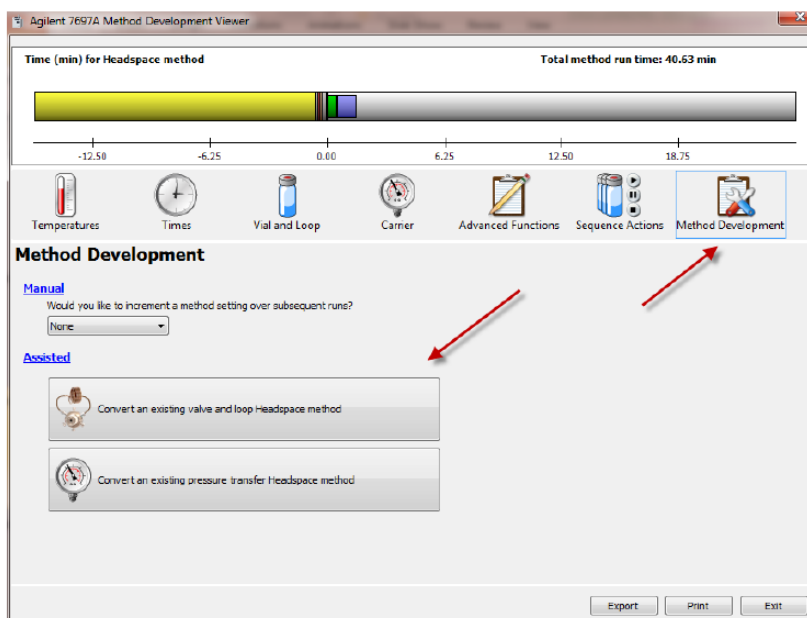 Agilent 7697A Method Development Viewer
Time (min) for Headspace method Total method run time: 40.63 min
-12.50 -6.25 0.00 6.25 12.50 18.75
Temperatures Times Vial and Loop Carrier Advanced Functions Sequence Actions Method Development
Method Development
Manual
Would you like to increment a method setting over subsequent runs?
None
Assisted
Convert an existing valve and loop Headspace method
Convert an existing pressure transfer Headspace method
Export Print Exit